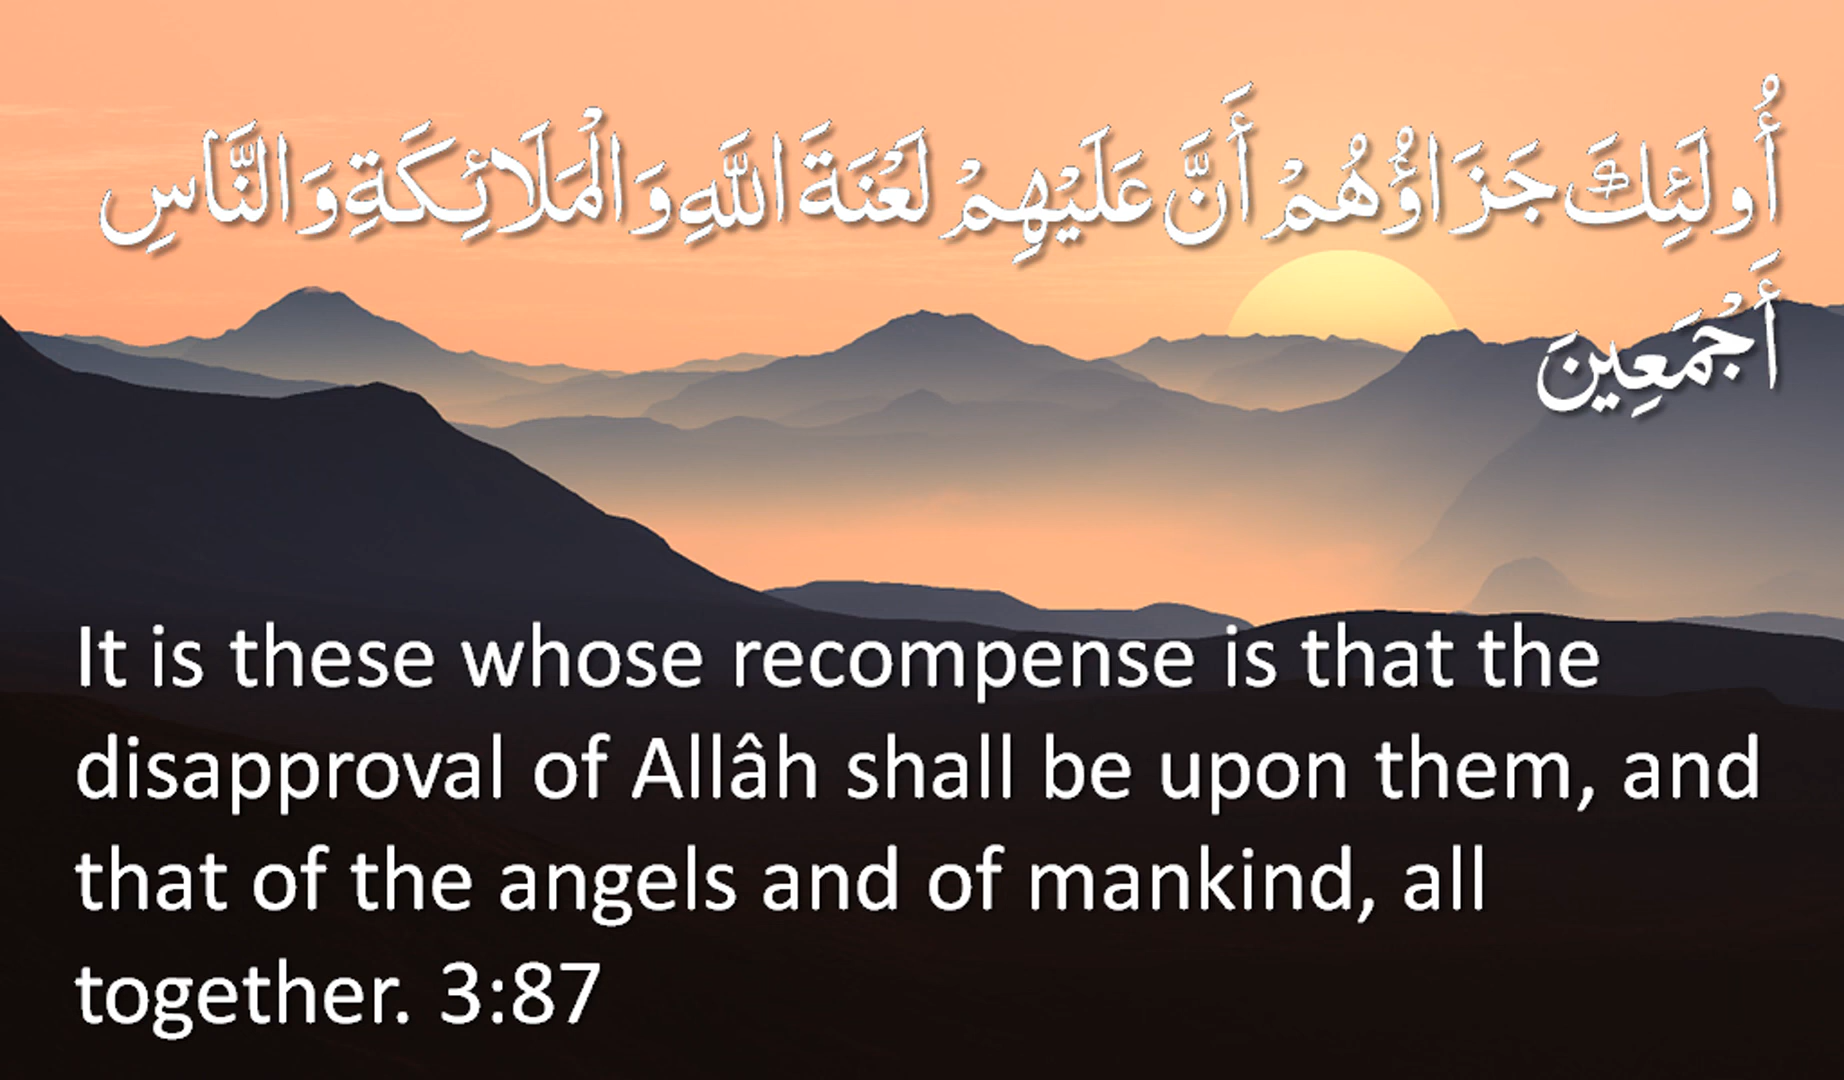 أُولَئِكَ جَزَاؤُهُمْ أَنَّ عَلَيْهِمْ لَعْنَةَ اللَّهِ وَالْمَلَائِكَةِ وَالنَّاسِ
أَجْمَعِينَ
It is these whose recompense is that the
disapproval of Allâh shall be upon them, and
that of the angels and of mankind, all
together. 3:87